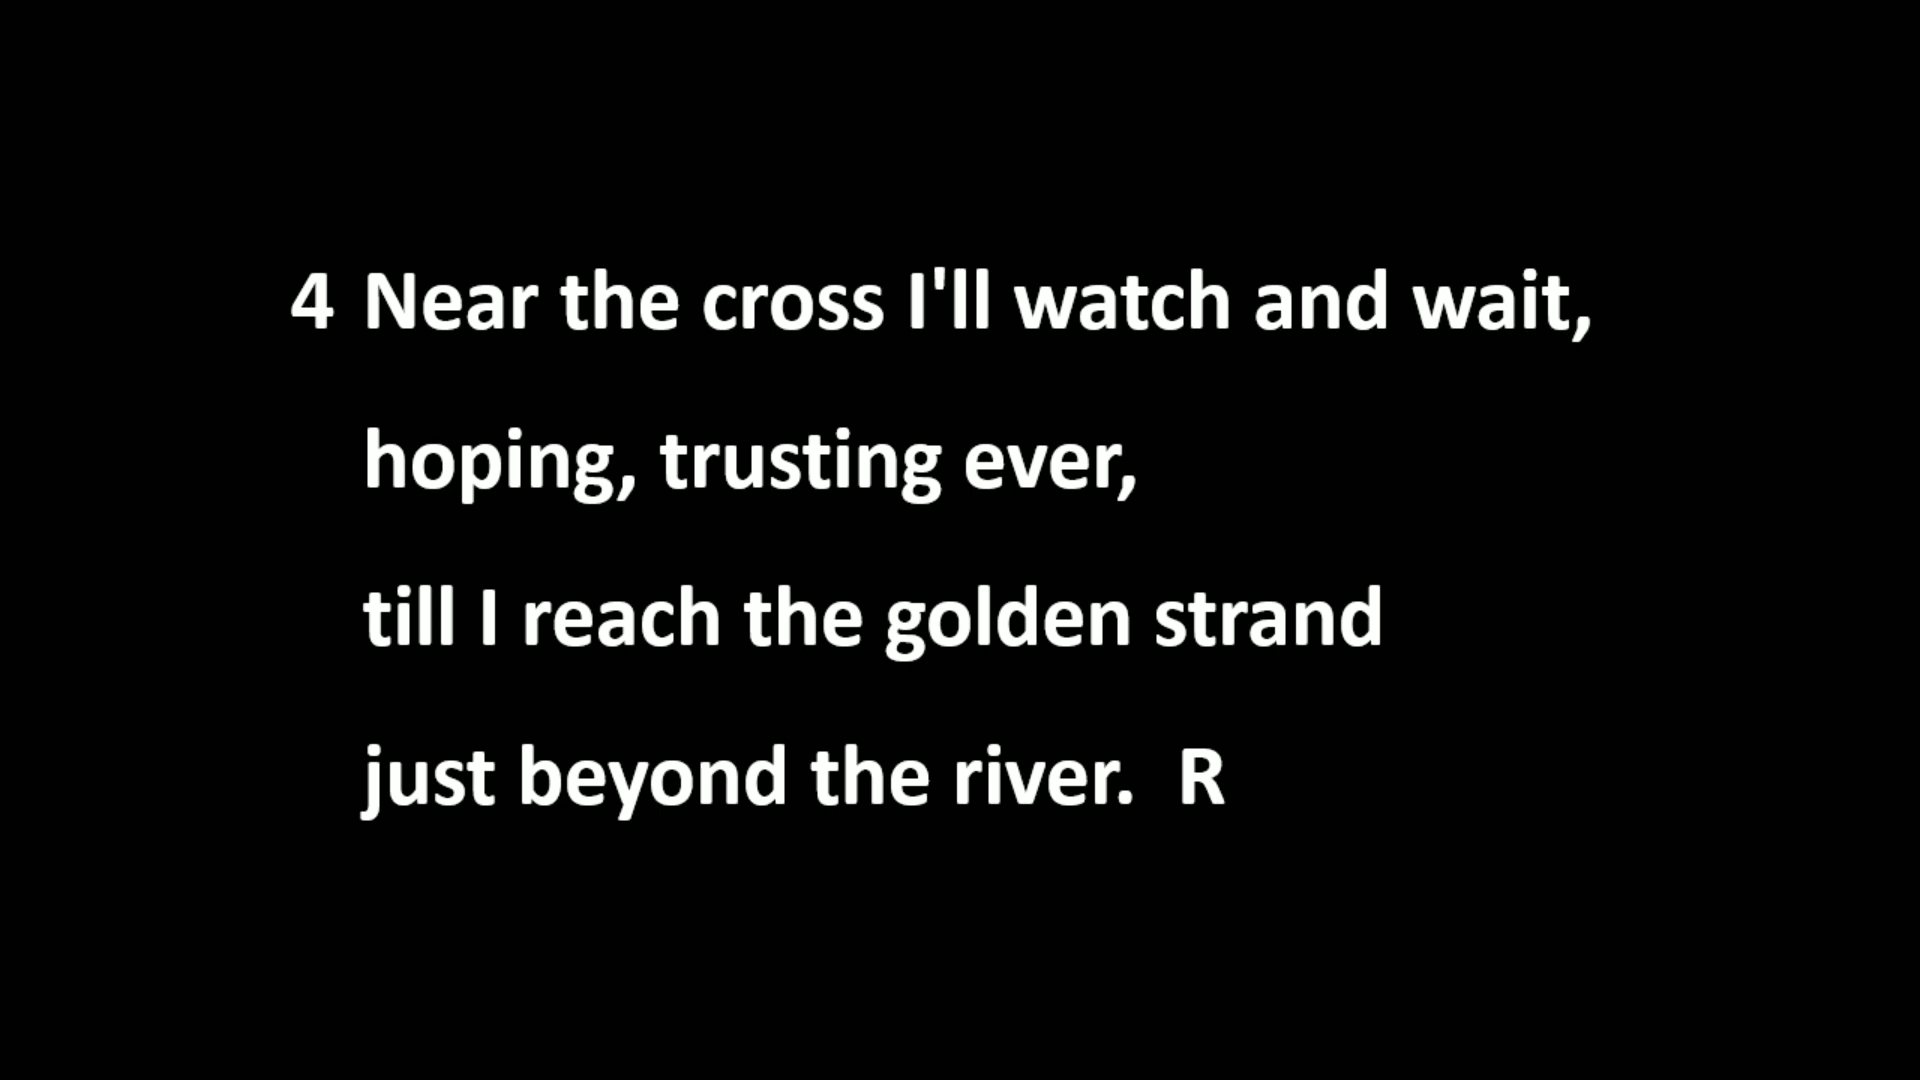 4 Near the cross I'll watch and wait,
hoping, trusting ever,
till I reach the golden strand
just beyond the river. R